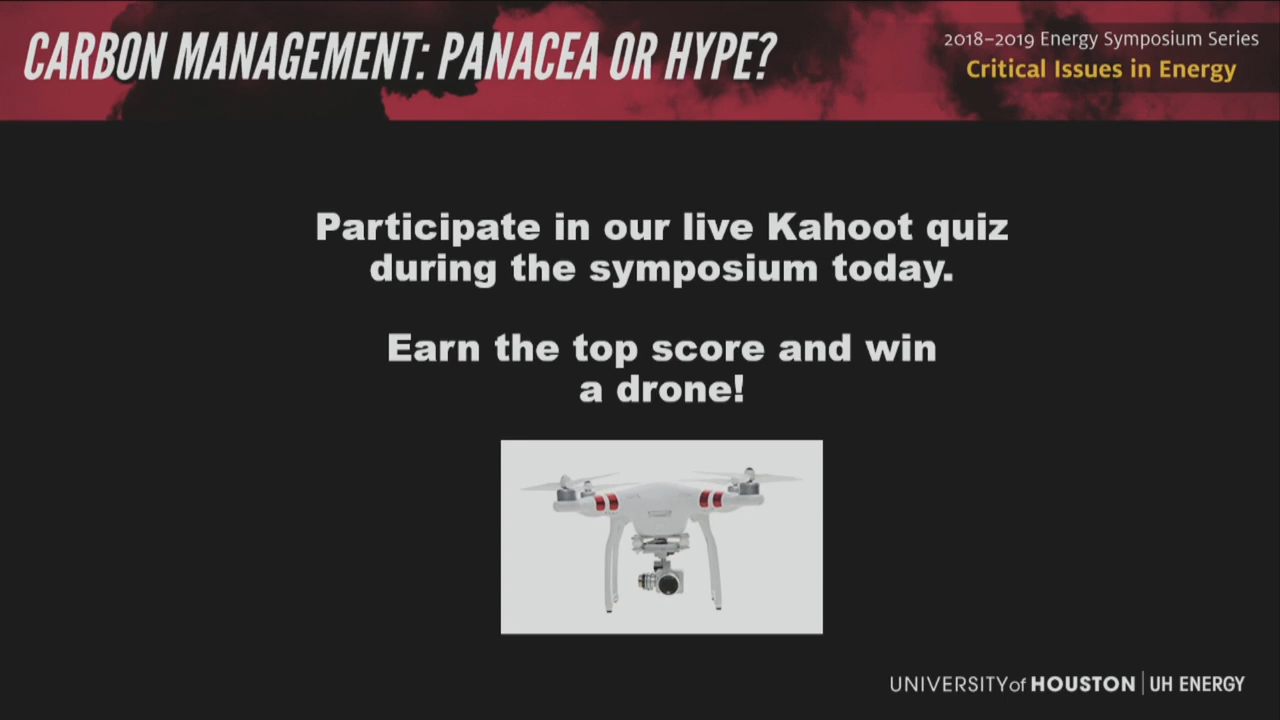 CARBON MANAGEMENT: PANACEA OR HYPE?
2018–2019 Energy Symposium Series
Critical Issues in Energy
Participate in our live Kahoot quiz
during the symposium today.
Earn the top score and win
a drone!
UNIVERSITY of HOUSTON | UH ENERGY